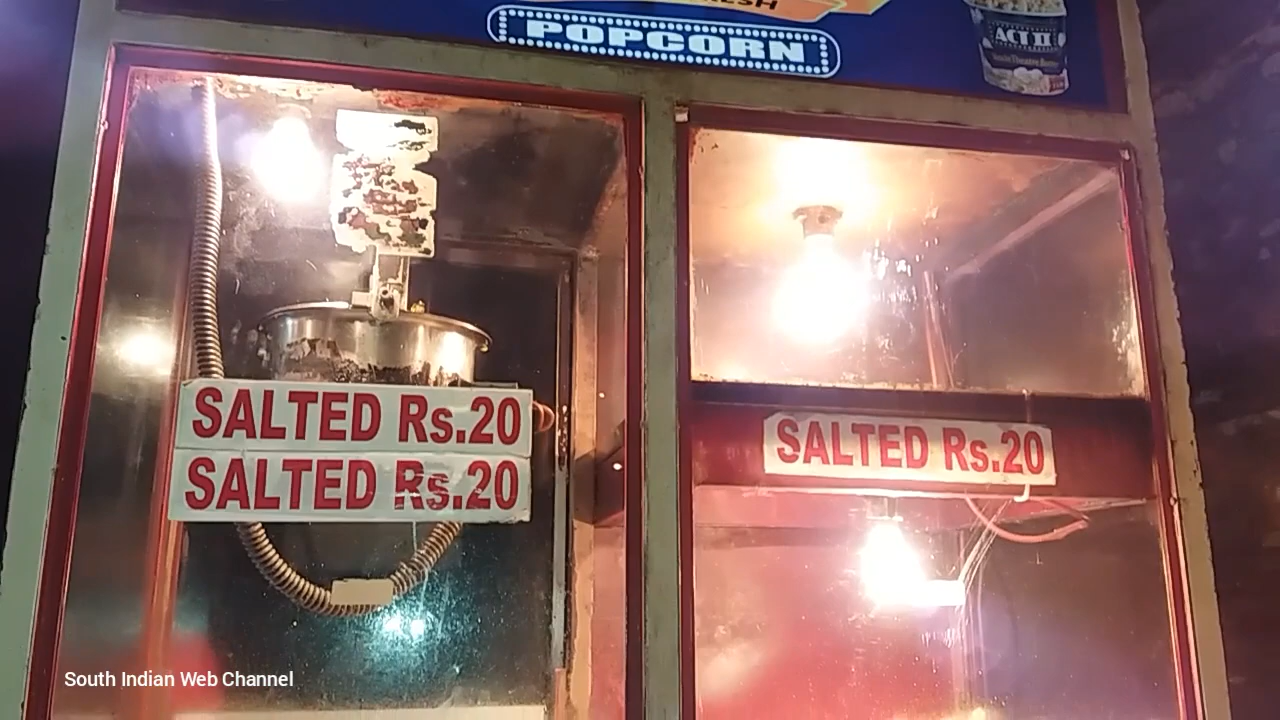 POPCORN
ACT II
SALTED Rs.20
SALTED Rs.20
SALTED Rs.20
South Indian Web Channel